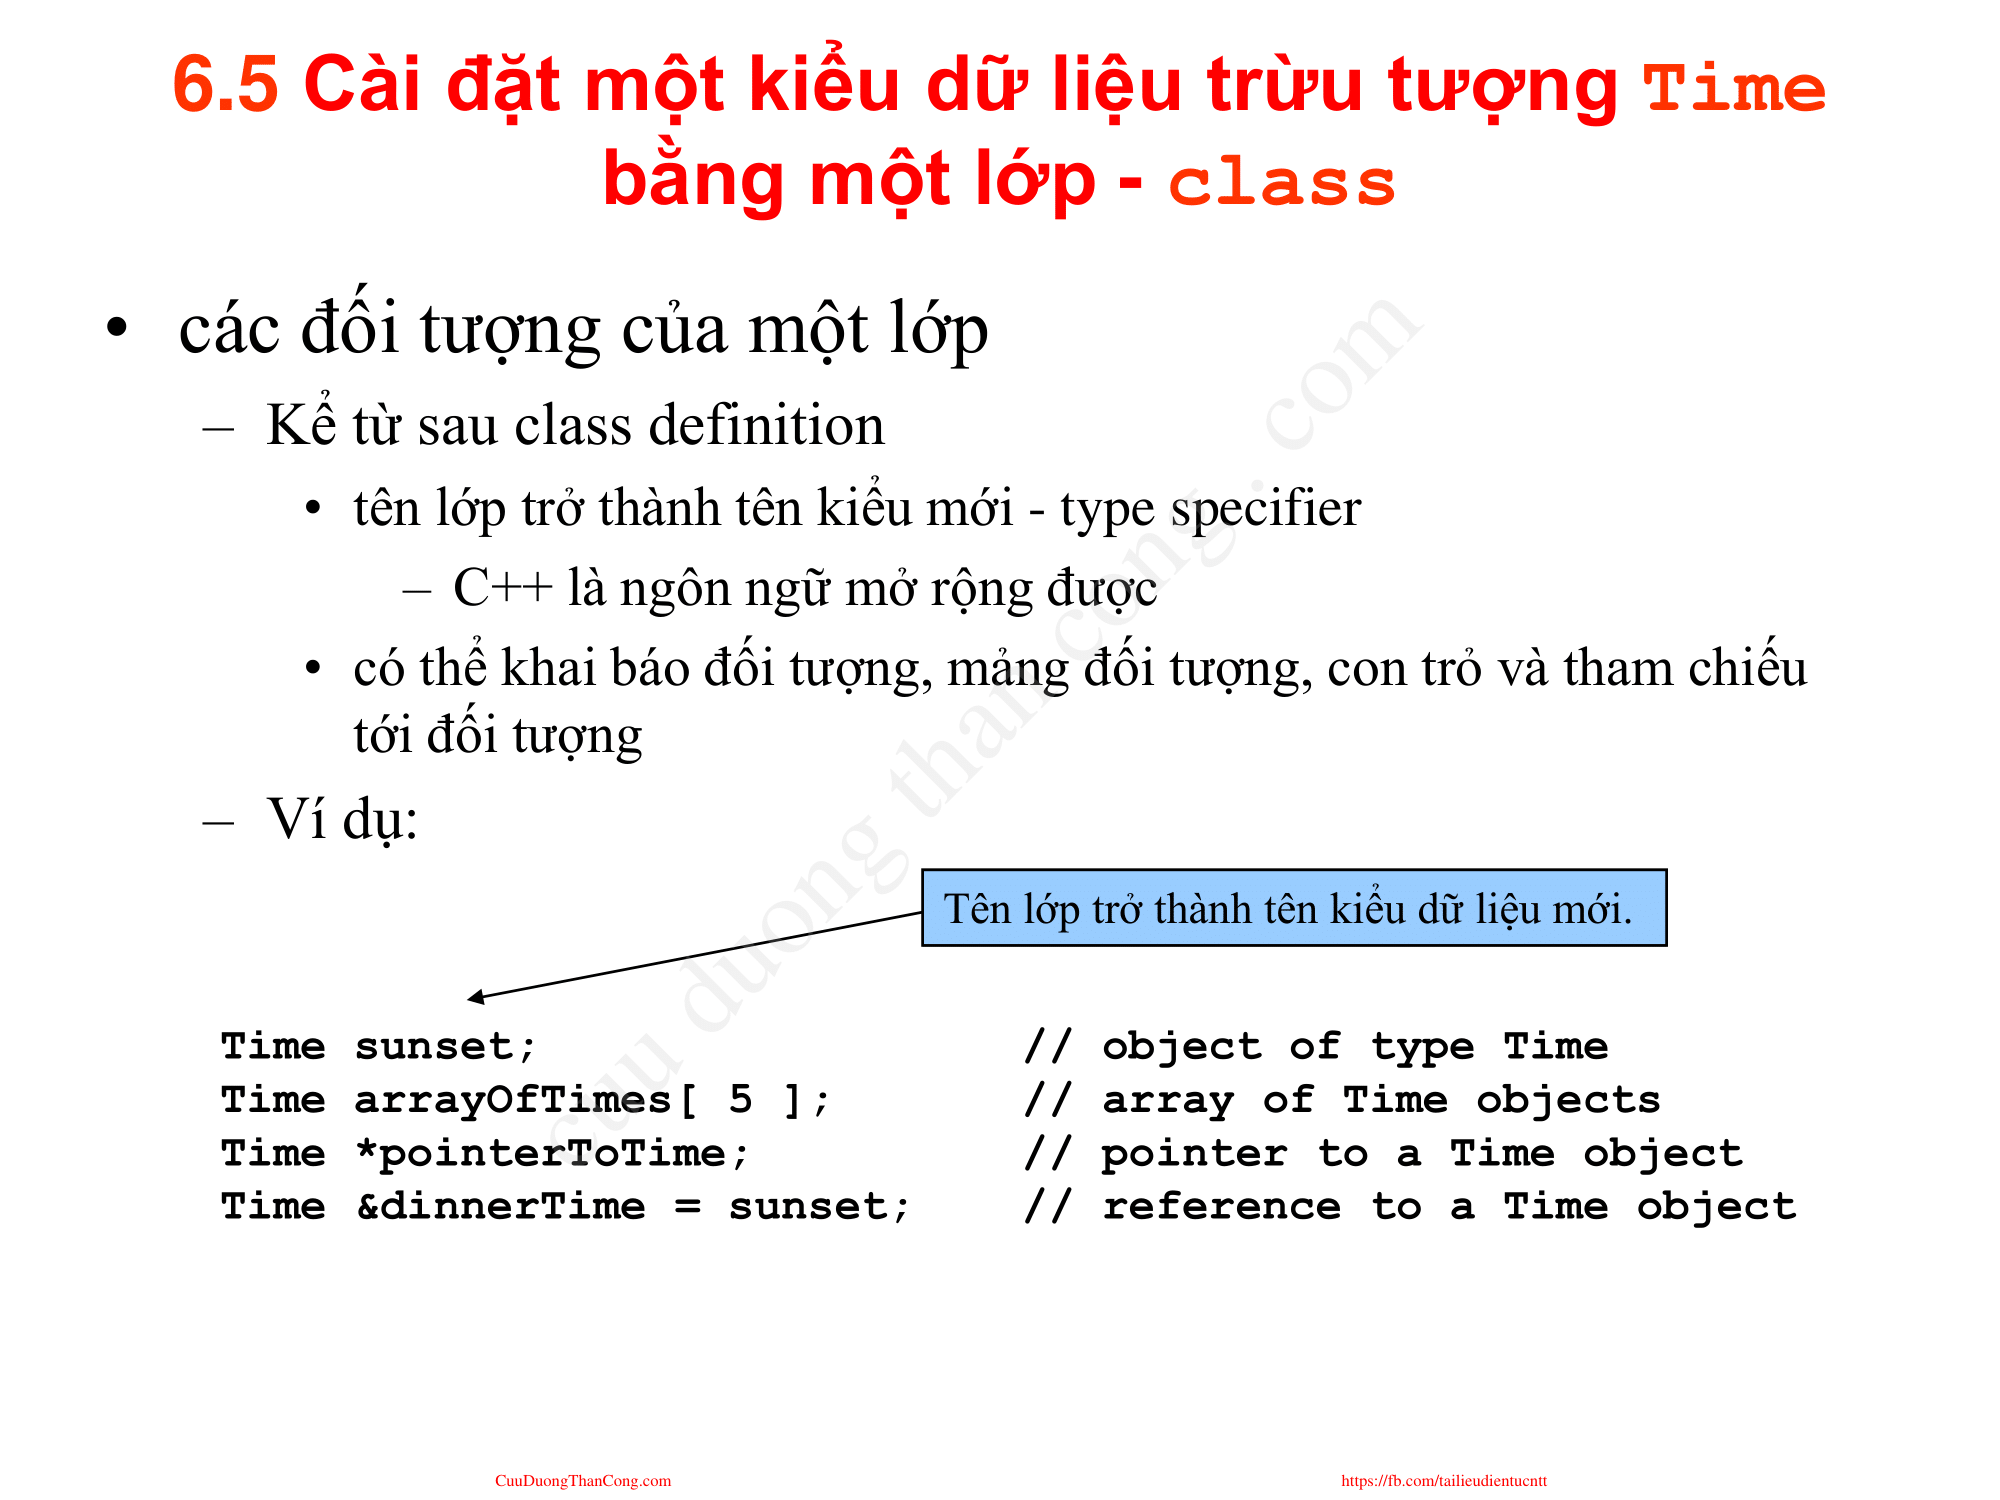 6.5 Cài đặt một kiểu dữ liệu trừu tượng Time
bằng một lớp - class
• các đối tượng của một lớp
– Kể từ sau class definition
• tên lớp trở thành tên kiểu mới - type specifier
– C++ là ngôn ngữ mở rộng được
• có thể khai báo đối tượng, mảng đối tượng, con trỏ và tham chiếu
tới đối tượng
– Ví dụ:
Tên lớp trở thành tên kiểu dữ liệu mới.
Time sunset; // object of type Time
Time arrayOfTimes[ 5 ]; // array of Time objects
Time *pointerToTime; // pointer to a Time object
Time &dinnerTime = sunset; // reference to a Time object
cuu duong than cong . com
CuuDuongThanCong.com https://fb.com/tailieudientucntt